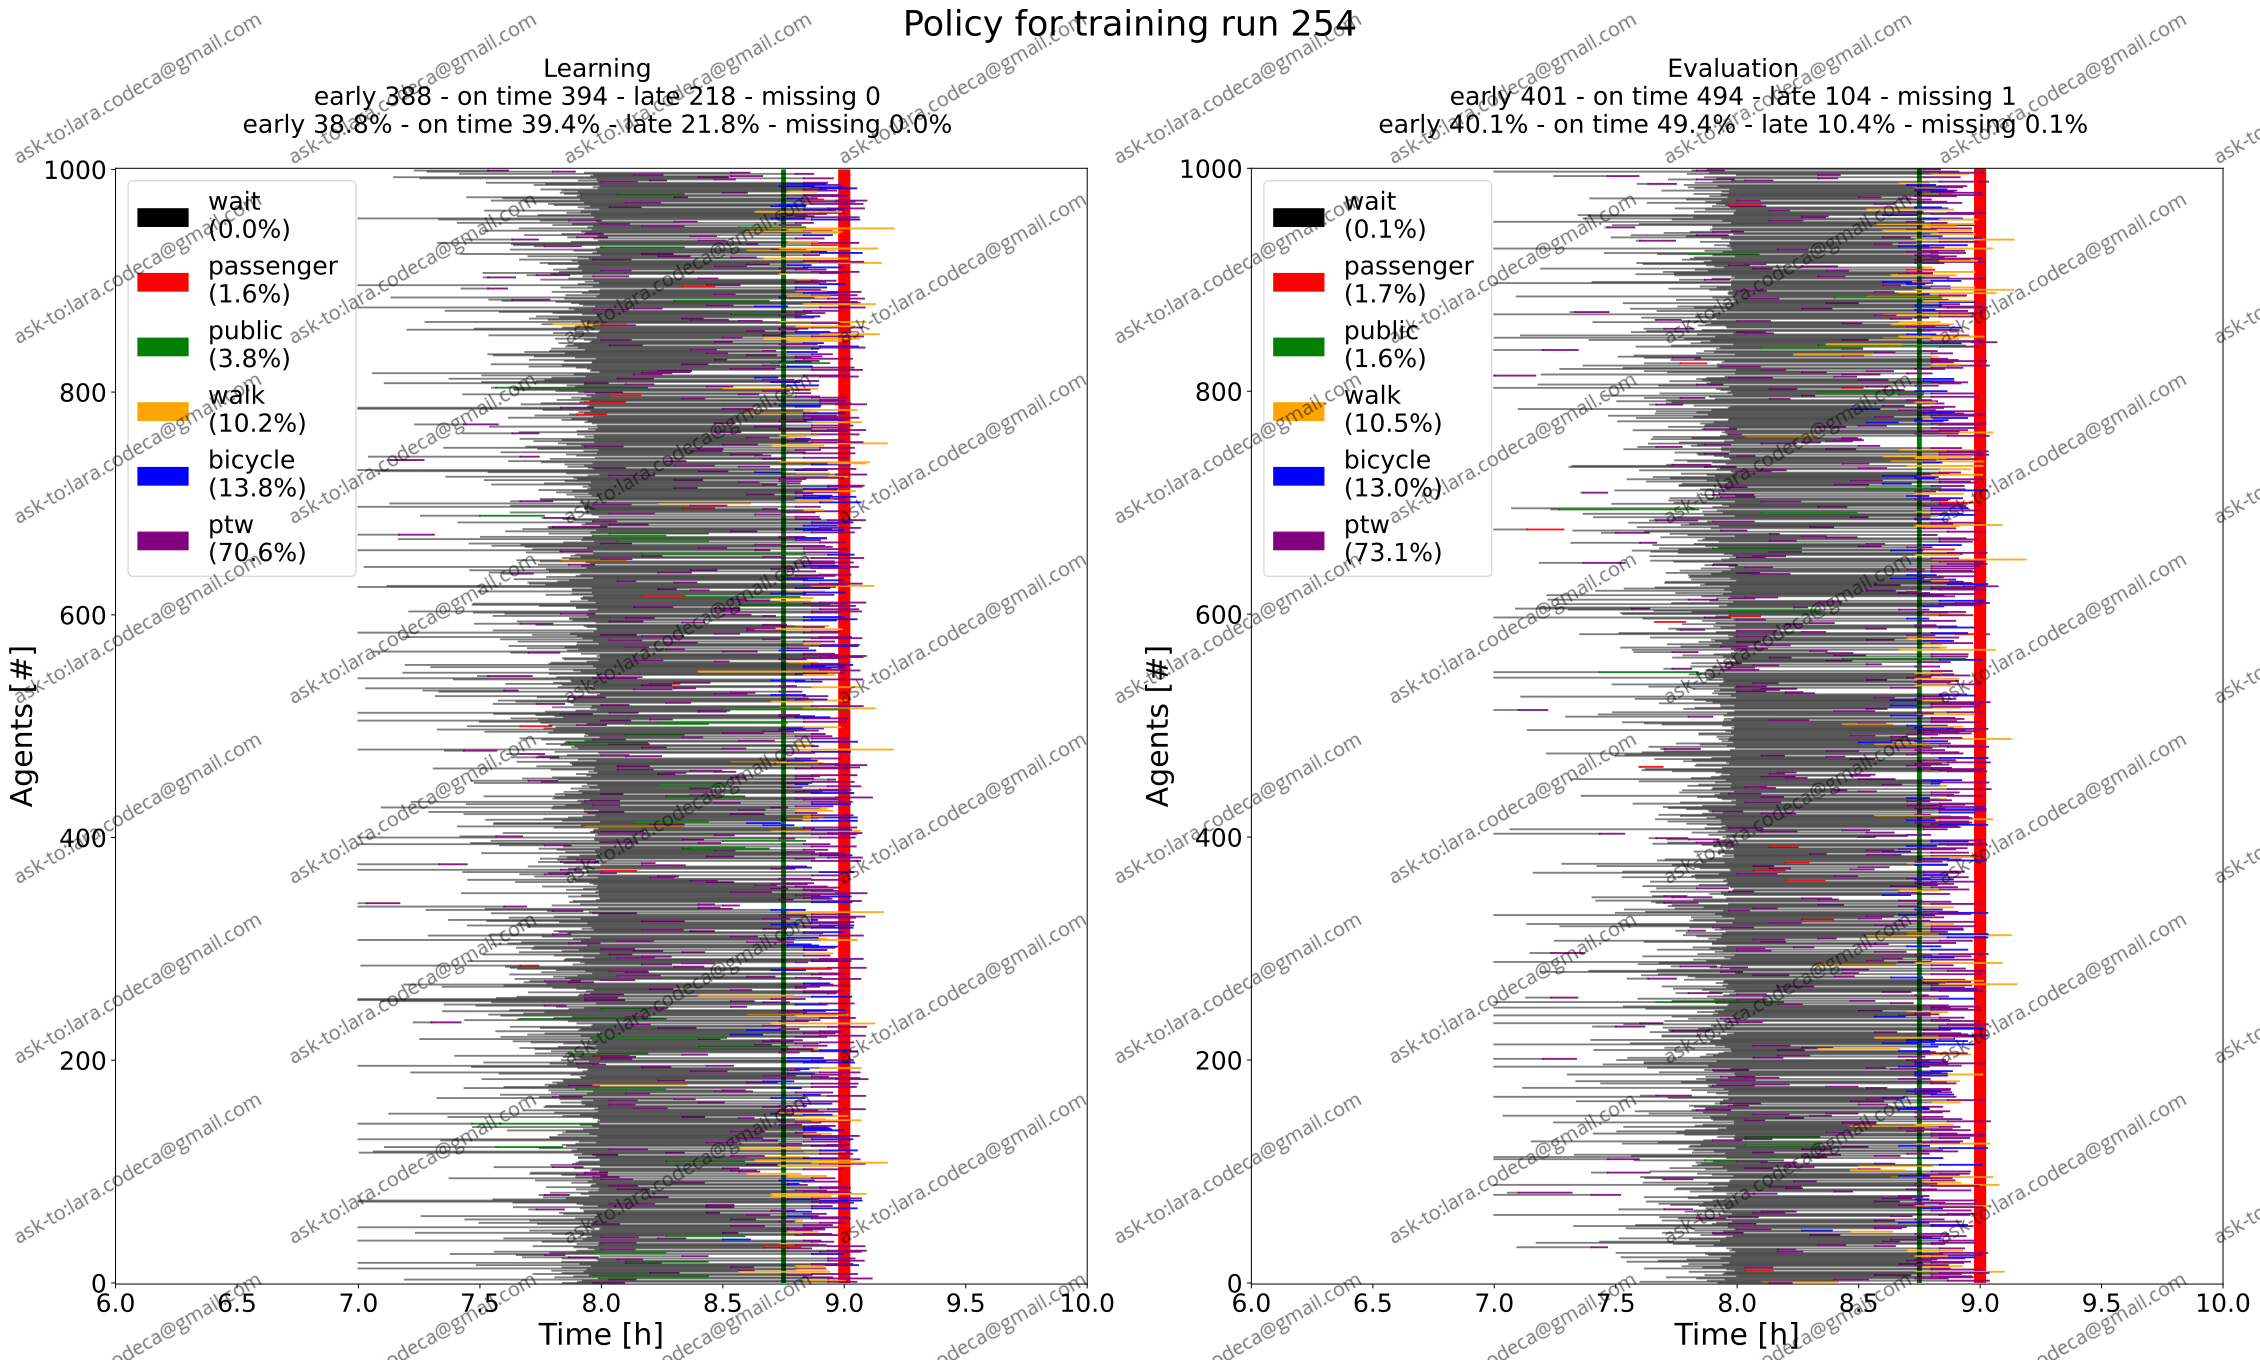 Policy for training run 254
Learning
early 388 - on time 394 - late 218 - missing 0
early 38.8% - on time 39.4% - late 21.8% - missing 0.0%
1000
800
600
400
200
0
Agents [#]
wait
(0.0%)
passenger
(1.6%)
public
(3.8%)
walk
(10.2%)
bicycle
(13.8%)
ptw
(70.6%)
6.0 6.5 7.0 7.5 8.0 8.5 9.0 9.5 10.0
Time [h]
Evaluation
early 401 - on time 494 - late 104 - missing 1
early 40.1% - on time 49.4% - late 10.4% - missing 0.1%
1000
800
600
400
200
0
Agents [#]
wait
(0.1%)
passenger
(1.7%)
public
(1.6%)
walk
(10.5%)
bicycle
(13.0%)
ptw
(73.1%)
6.0 6.5 7.0 7.5 8.0 8.5 9.0 9.5 10.0
Time [h]
ask-to:lara.codeca@gmail.com